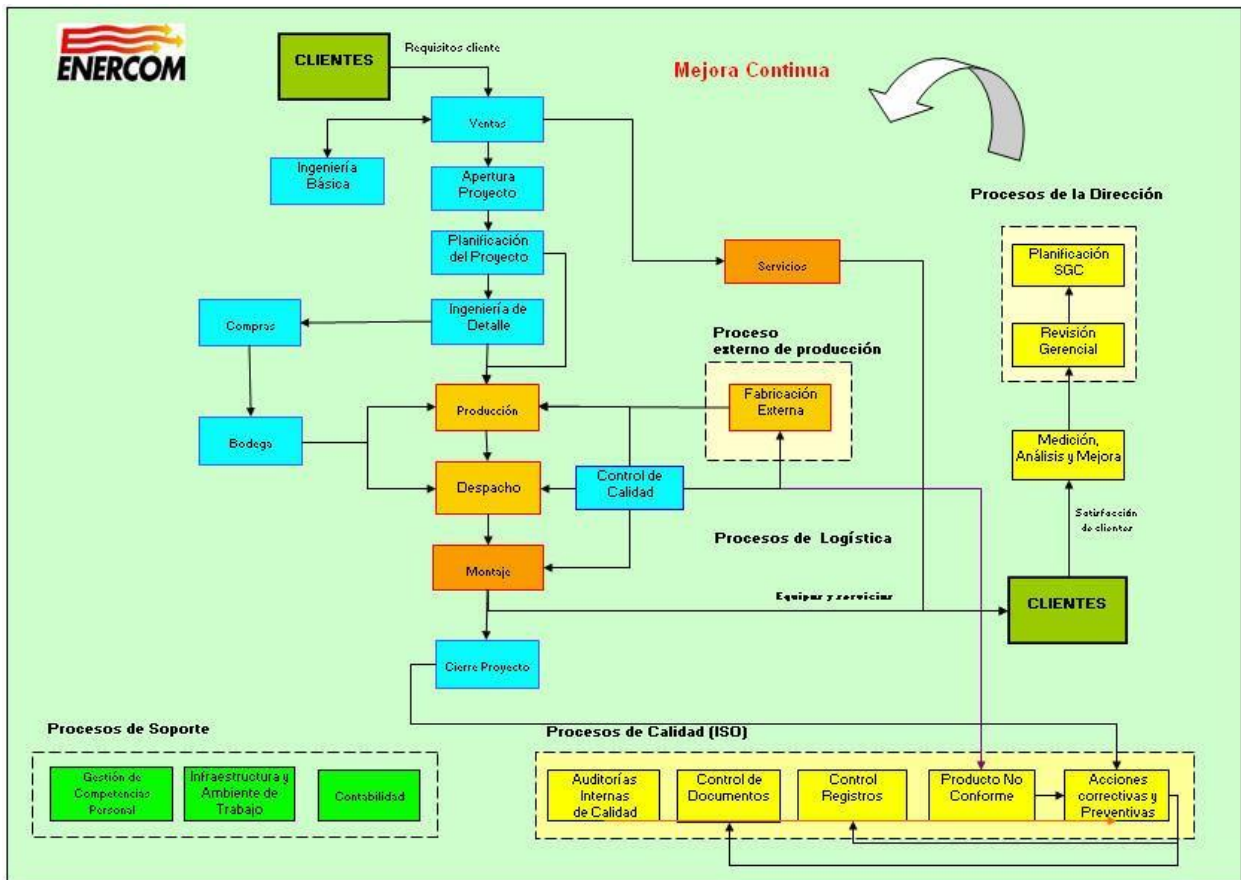 ENERCOM
CLIENTES
Requisitos cliente
Mejora Continua
Ventas
Ingeniería
Básica
Apertura
Proyecto
Procesos de la Dirección
Planificación
del Proyecto
Servicios
Planificación
SGC
Compras
Ingeniería de
Detalle
Proceso
externo de producción
Revisión
Gerencial
Producción
Fabricación
Externa
Bodega
Medición,
Análisis y Mejora
Despacho
Control de
Calidad
Satisfacción
de clientes
Procesos de Logística
Montaje
Equipos y servicios
CLIENTES
Cierre Proyecto
Procesos de Soporte
Gestión de
Competencias
Personal
Infraestructura y
Ambiente de
Trabajo
Contabilidad
Procesos de Calidad (ISO)
Auditorías
Internas
de Calidad
Control de
Documentos
Control
Registros
Producto No
Conforme
Acciones
correctivas y
Preventivas